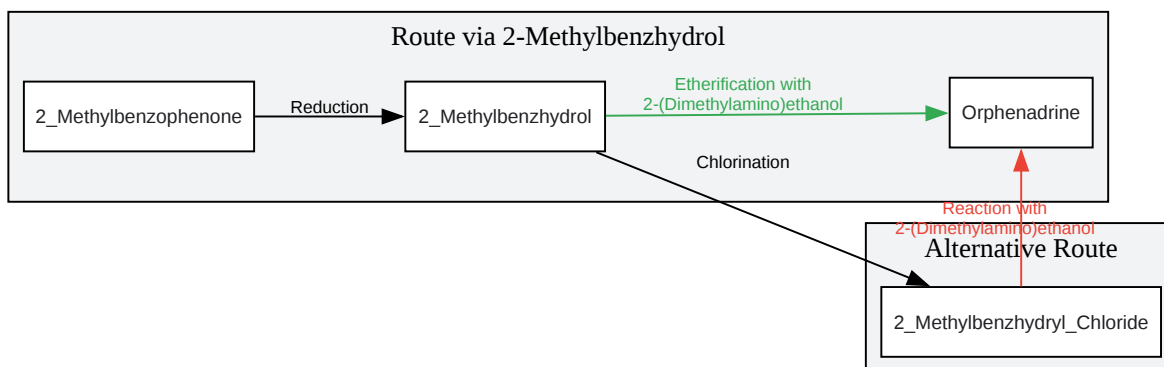 Route via 2-Methylbenzhydrol
2_Methylbenzophenone
Reduction
2_Methylbenzhydrol
Etherification with
2-(Dimethylamino)ethanol
Orphenadrine
Chlorination
Reaction with
2-(Dimethylamino)ethanol
Alternative Route
2_Methylbenzhydryl_Chloride